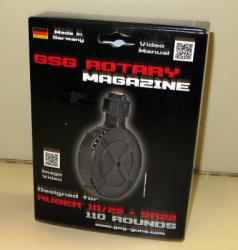 Made in
Germany
Video
Manual
GSG ROTARY
MAGAZINE
Image
Video
Designed for
RUGER 10/22 + SR22
110 ROUNDS
www.gsg-guns.com